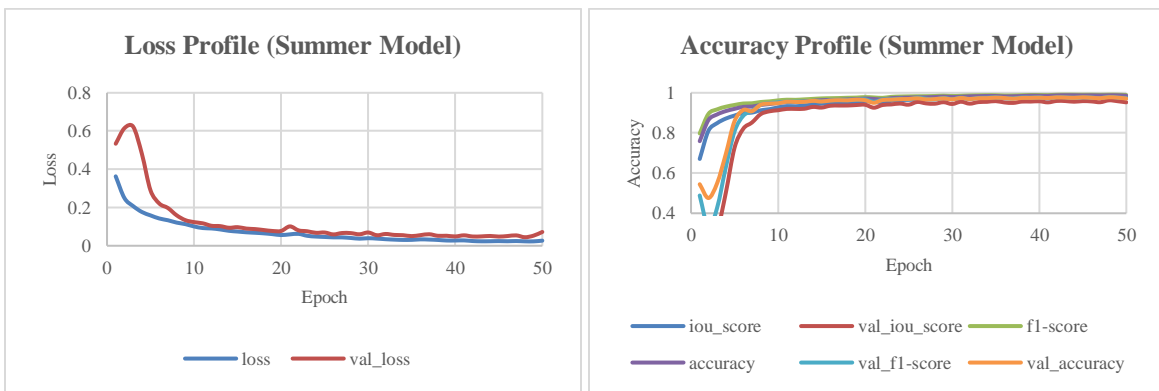 Loss Profile (Summer Model)
0.8
0.6
0.4
0.2
0
Loss
0 10 20 30 40 50
Epoch
loss val_loss
Accuracy Profile (Summer Model)
1
0.8
0.6
0.4
Accuracy
0 10 20 30 40 50
Epoch
iou_score val_iou_score f1-score
accuracy val_f1-score val_accuracy